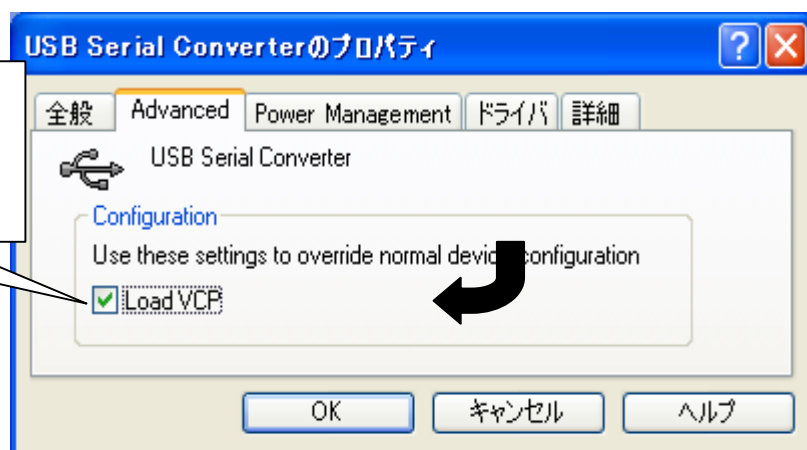 USB Serial Converterのプロパティ
全般 Advanced Power Management ドライバ 詳細
USB Serial Converter
Configuration
Use these settings to override normal device configuration
Load VCP
OK キャンセル ヘルプ